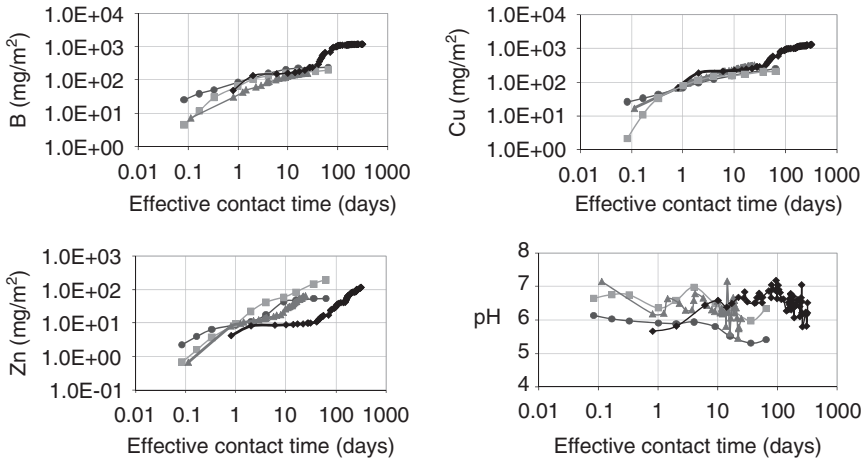 B (mg/m²)
1.0E+04
1.0E+03
1.0E+02
1.0E+01
1.0E+00
0.01 0.1 1 10 100 1000
Effective contact time (days)
Cu (mg/m²)
1.0E+04
1.0E+03
1.0E+02
1.0E+01
1.0E+00
0.01 0.1 1 10 100 1000
Effective contact time (days)
Zn (mg/m²)
1.0E+03
1.0E+02
1.0E+01
1.0E+00
1.0E-01
0.01 0.1 1 10 100 1000
Effective contact time (days)
pH
8
7
6
5
4
0.01 0.1 1 10 100 1000
Effective contact time (days)